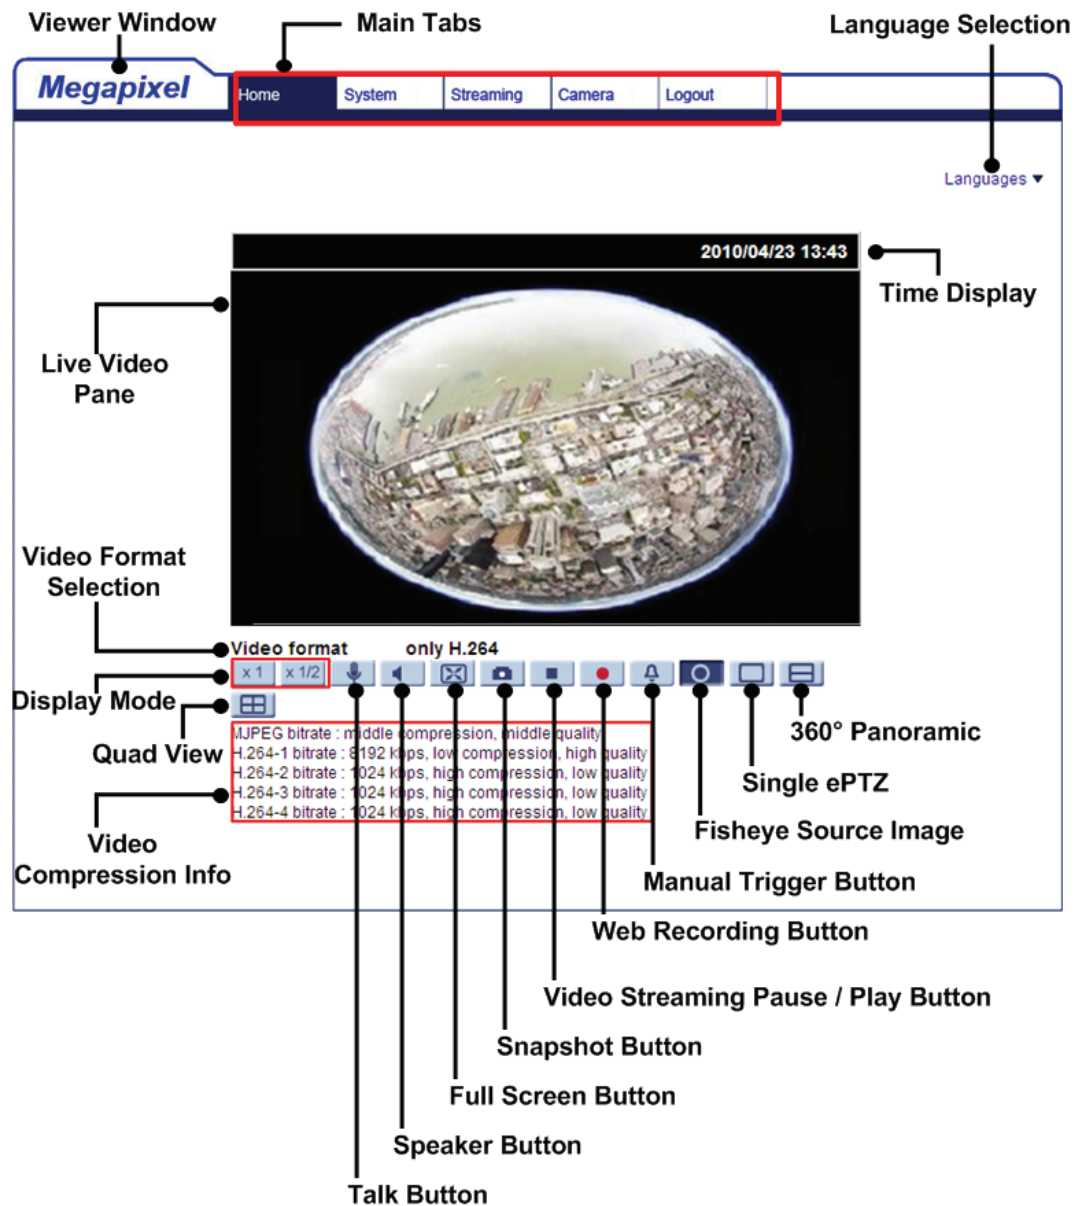 Viewer Window
Main Tabs
Language Selection
Megapixel
Home
System
Streaming
Camera
Logout
Languages
2010/04/23 13:43
Time Display
Live Video
Pane
Video Format
Selection
Video format only H.264
x 1
x 1/2
Display Mode
Quad View
360° Panoramic
MJPEG bitrate : middle compression, middle quality
H.264-1 bitrate : 8192 kbps, low compression, high quality
H.264-2 bitrate : 1024 kbps, high compression, low quality
H.264-3 bitrate : 1024 kbps, high compression, low quality
H.264-4 bitrate : 1024 kbps, high compression, low quality
Single ePTZ
Video
Compression Info
Fisheye Source Image
Manual Trigger Button
Web Recording Button
Video Streaming Pause / Play Button
Snapshot Button
Full Screen Button
Speaker Button
Talk Button